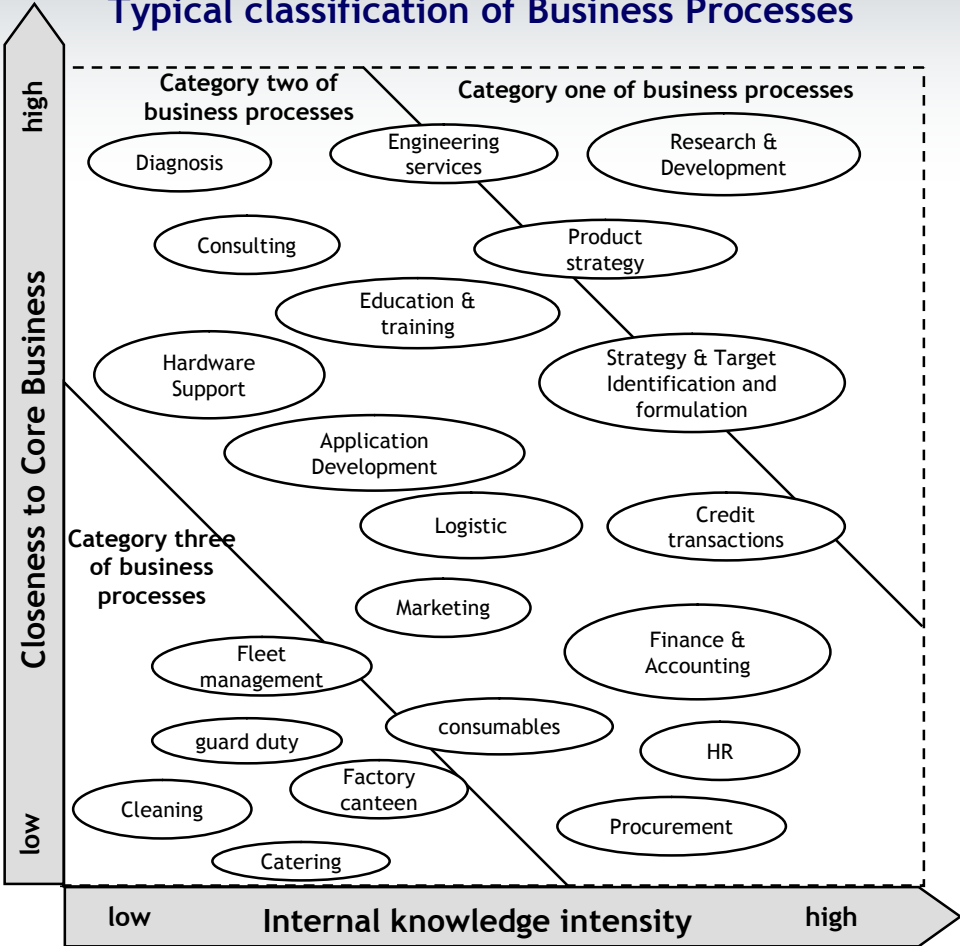 Typical classification of Business Processes
high
Category two of
business processes
Category one of business processes
Diagnosis
Engineering
services
Research &
Development
Consulting
Product
strategy
Education &
training
Hardware
Support
Strategy & Target
Identification and
formulation
Application
Development
Closeness to Core Business
Logistic
Credit
transactions
Category three
of business
processes
Marketing
Fleet
management
Finance &
Accounting
guard duty
consumables
HR
Factory
canteen
Cleaning
Procurement
low
Catering
low
Internal knowledge intensity
high